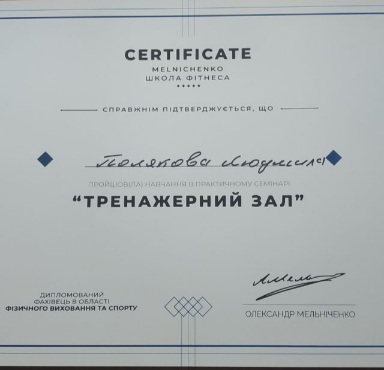 CERTIFICATE
MELNICHENKO
ШКОЛА ФІТНЕСА
СПРАВЖНІМ ПІДТВЕРДЖУЄТЬСЯ, ЩО
Полякова Людмила
ПРОЙШОВ(ЛА) НАВЧАННЯ В ПРАКТИЧНОМУ СЕМІНАРІ
“ТРЕНАЖЕРНИЙ ЗАЛ”
ДИПЛОМОВАНИЙ
ФАХІВЕЦЬ В ОБЛАСТІ
ФІЗИЧНОГО ВИХОВАННЯ ТА СПОРТУ
ОЛЕКСАНДР МЕЛЬНІЧЕНКО